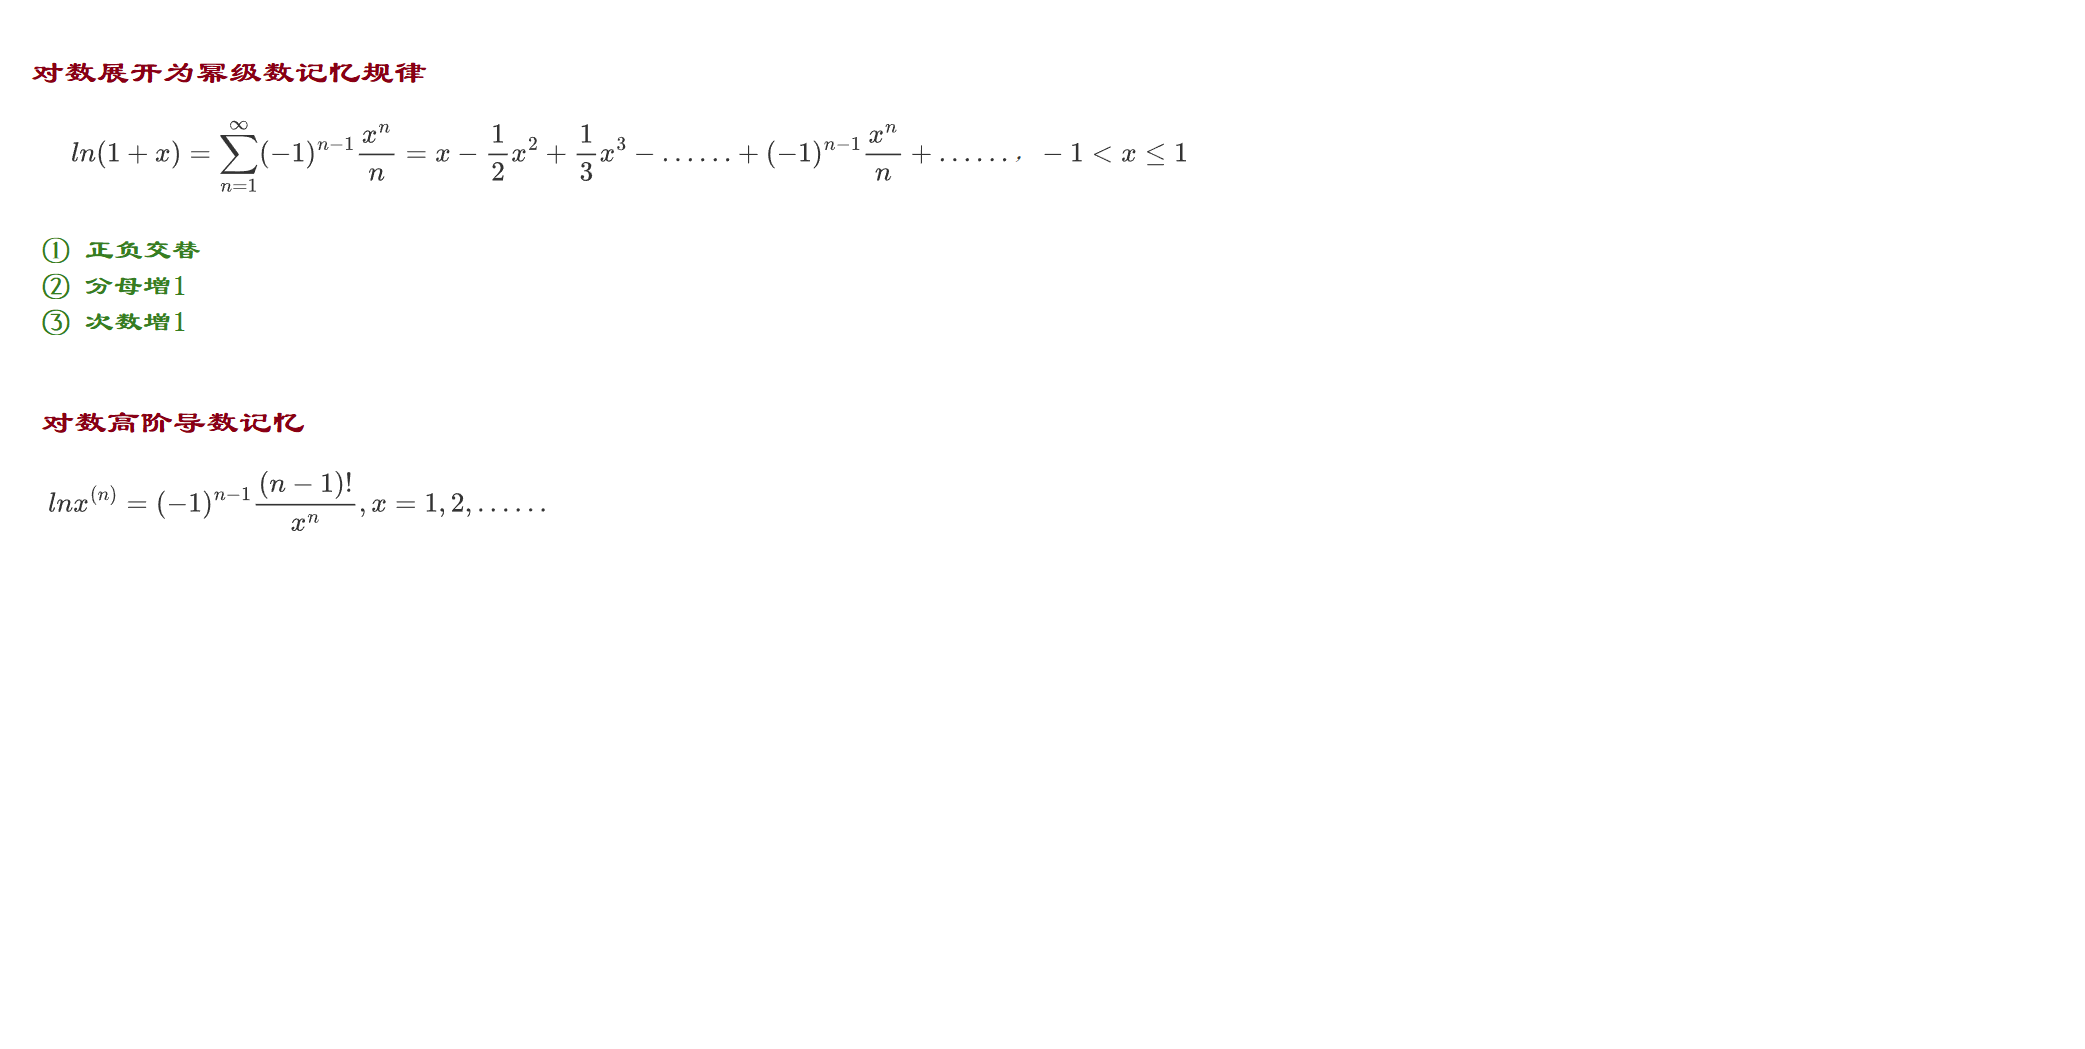 对数展开为幂级数记忆规律
$ln(1+x)=\sum_{n=1}^{\infty}(-1)^{n-1}\frac{x^n}{n}=x-\frac{1}{2}x^2+\frac{1}{3}x^3-......+(-1)^{n-1}\frac{x^n}{n}+......,\ -1<x\leq 1$
① 正负交替
② 分母增1
③ 次数增1
对数高阶导数记忆
$lnx^{(n)}=(-1)^{n-1}\frac{(n-1)!}{x^n},x=1,2,......$